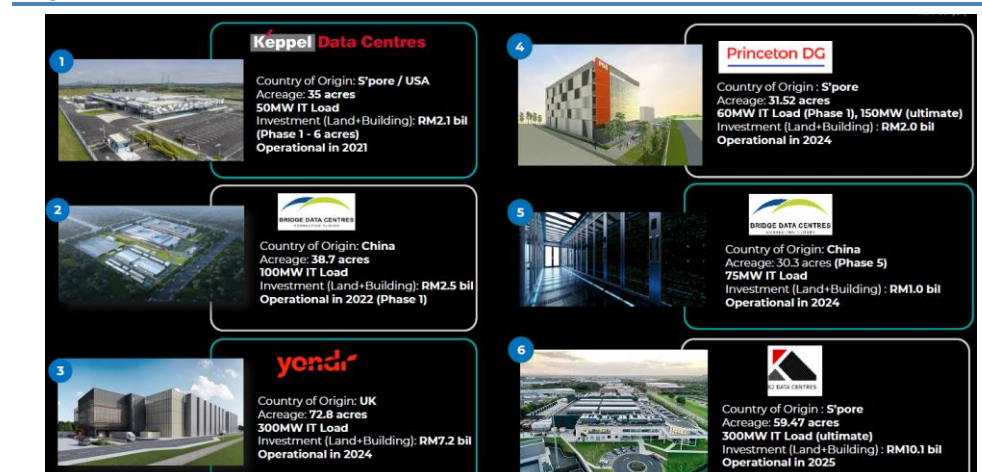 1
Keppel Data Centres
Country of Origin: S'pore / USA
Acreage: 35 acres
50MW IT Load
Investment (Land+Building): RM2.1 bil
(Phase 1 - 6 acres)
Operational in 2021
2
BRIDGE DATA CENTRES
Country of Origin: China
Acreage: 38.7 acres
100MW IT Load
Investment (Land+Building): RM2.5 bil
Operational in 2022 (Phase 1)
3
yondr
Country of Origin: UK
Acreage: 72.8 acres
300MW IT Load
Investment (Land+Building): RM7.2 bil
Operational in 2024
4
Princeton DG
Country of Origin : S'pore
Acreage: 31.52 acres
60MW IT Load (Phase 1), 150MW (ultimate)
Investment (Land+Building) : RM2.0 bil
Operational in 2024
5
BRIDGE DATA CENTRES
Country of Origin: China
Acreage: 30.3 acres (Phase 5)
75MW IT Load
Investment (Land+Building) : RM1.0 bil
Operational in 2024
6
K2 DATA CENTRES
Country of Origin : S'pore
Acreage: 59.47 acres
300MW IT Load (ultimate)
Investment (Land+Building) : RM10.1 bil
Operational in 2025